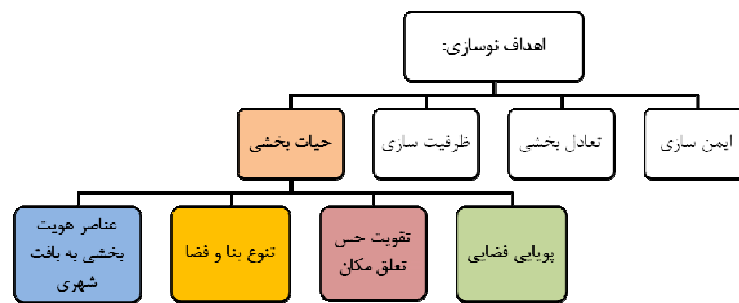 اهداف نوسازی:
ایمن سازی
تعادل بخشی
ظرفیت سازی
حیات بخشی
پویایی فضایی
تقویت حس
تعلق مکان
تنوع بنا و فضا
عناصر هویت
بخشی به بافت
شهری